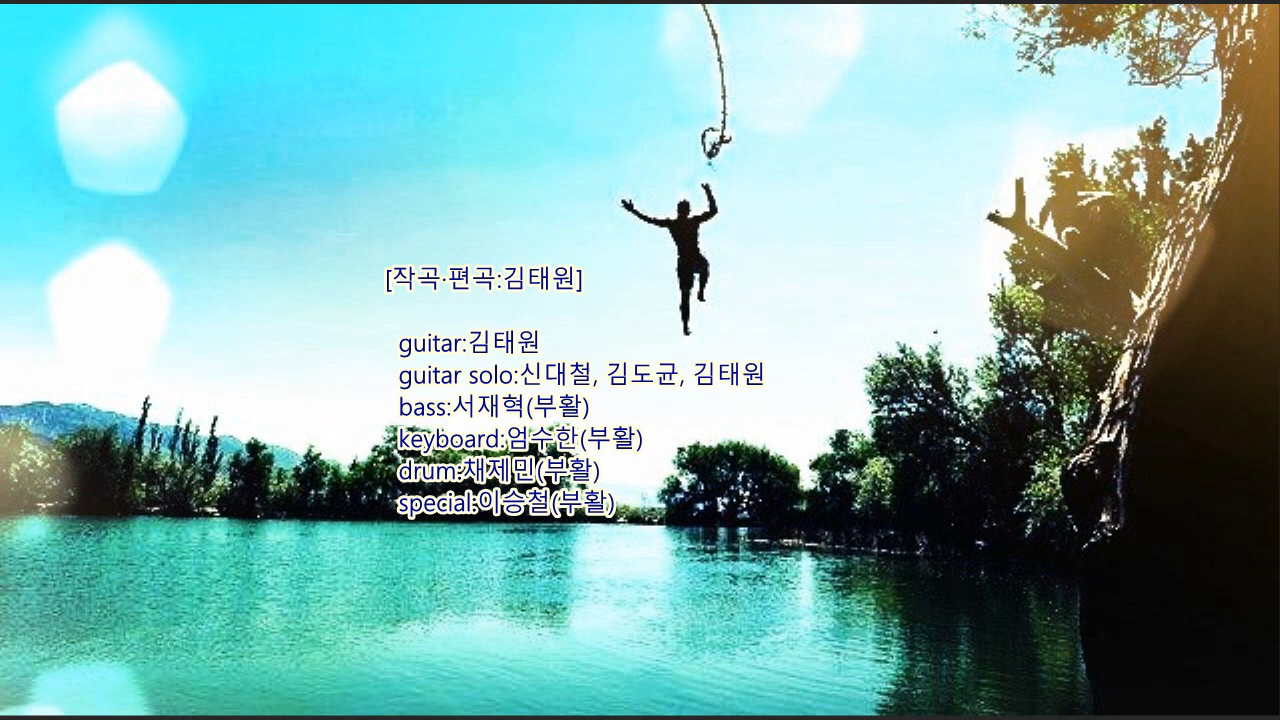 [작곡·편곡:김태원]
guitar:김태원
guitar solo:신대철, 김도균, 김태원
bass:서재혁(부활)
keyboard:엄수한(부활)
drum:채제민(부활)
special:이승철(부활)